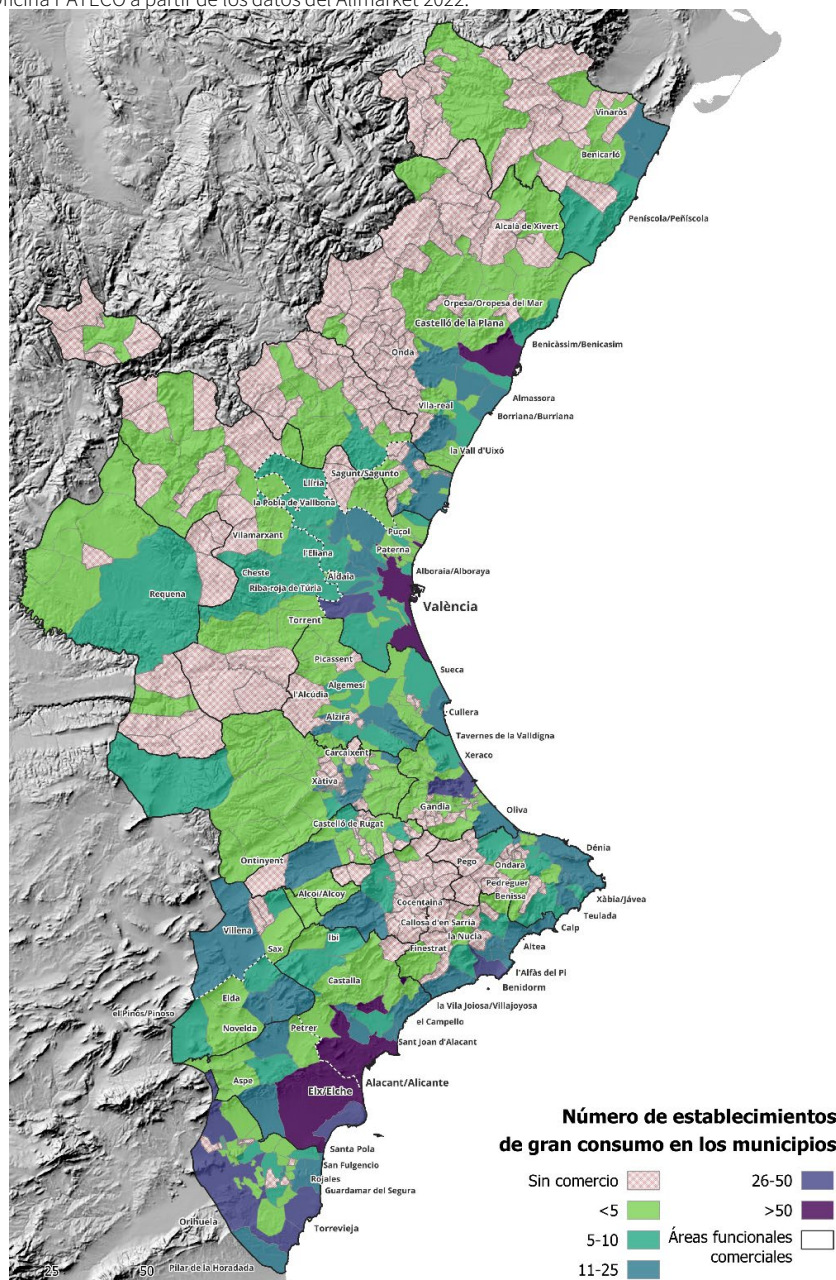 Oficina PATECO a partir de los datos del Alimarket 2022.
Vinaròs
Benicarló
Peníscola/Peñíscola
Alcalà de Xivert
Orpesa/Oropesa del Mar
Castelló de la Plana
Benicàssim/Benicasim
Onda
Almassora
Vila-real
Borriana/Burriana
la Vall d'Uixó
Sagunt/Sagunto
Llíria
la Pobla de Vallbona
Puçol
Vilamarxant
Paterna
l'Eliana
Alboraia/Alboraya
Cheste
Aldaia
Riba-roja de Túria
Requena
València
Torrent
Picassent
Sueca
Algemesí
l'Alcúdia
Cullera
Alzira
Tavernes de la Valldigna
Carcaixent
Xeraco
Xàtiva
Gandia
Oliva
Castelló de Rugat
Dénia
Ontinyent
Pego
Ondara
Pedreguer
Alcoi/Alcoy
Benissa
Xàbia/Jávea
Cocentaina
Teulada
Callosa d'en Sarrià
Calp
Villena
Ibi
la Nucia
Altea
Sax
Finestrat
l'Alfàs del Pi
Castalla
Benidorm
Elda
la Vila Joiosa/Villajoyosa
el Pinós/Pinoso
el Campello
Novelda
Petrer
Sant Joan d'Alacant
Aspe
Elx/Elche
Alacant/Alicante
Santa Pola
San Fulgencio
Rojales
Guardamar del Segura
Orihuela
Torrevieja
25
50
Pilar de la Horadada
Número de establecimientos
de gran consumo en los municipios
Sin comercio
26-50
<5
>50
5-10
Áreas funcionales
comerciales
11-25